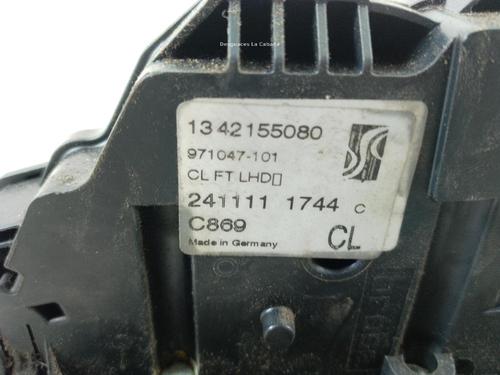 Desguaces La Cabaña
1342155080
971047-101
CL FT LHD▯
241111 1744 C
C869
Made in Germany
CL